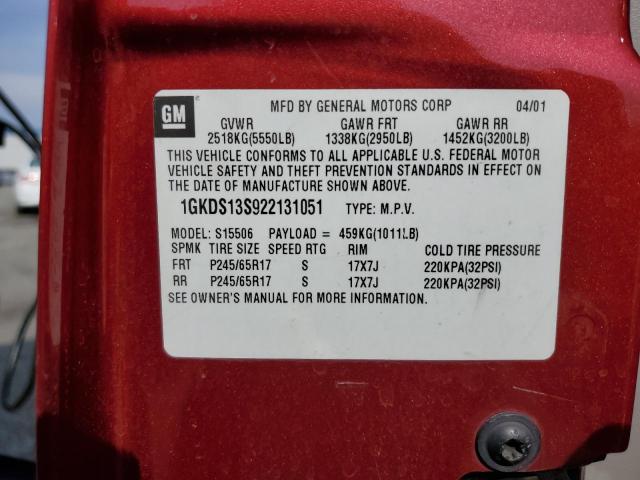 GM MFD BY GENERAL MOTORS CORP 04/01
GVWR GAWR FRT GAWR RR
2518KG(5550LB) 1338KG(2950LB) 1452KG(3200LB)
THIS VEHICLE CONFORMS TO ALL APPLICABLE U.S. FEDERAL MOTOR
VEHICLE SAFETY AND THEFT PREVENTION STANDARDS IN EFFECT ON
THE DATE OF MANUFACTURE SHOWN ABOVE.
1GKDS13S922131051 TYPE: M.P.V.
MODEL: S15506 PAYLOAD = 459KG(1011LB)
SPMK TIRE SIZE SPEED RTG RIM COLD TIRE PRESSURE
FRT P245/65R17 S 17X7J 220KPA(32PSI)
RR P245/65R17 S 17X7J 220KPA(32PSI)
SEE OWNER'S MANUAL FOR MORE INFORMATION.